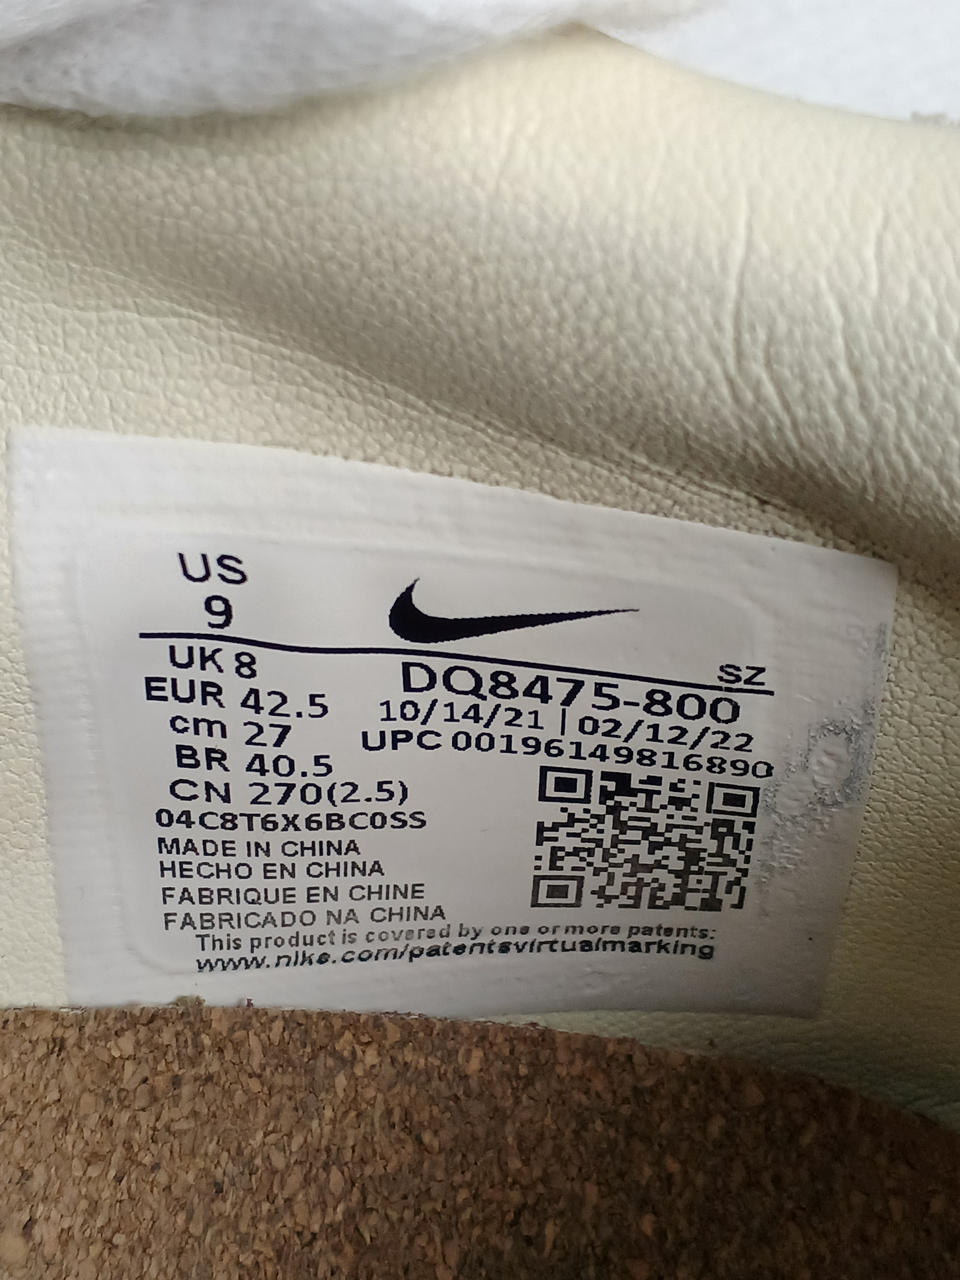 US
9
UK 8
EUR 42.5
cm 27
BR 40.5
CN 270(2.5)
04C8T6X6BC0SS
MADE IN CHINA
HECHO EN CHINA
FABRIQUE EN CHINE
FABRICADO NA CHINA
SZ
DQ8475-800
10/14/21 | 02/12/22
UPC 00196149816890
This product is covered by one or more patents:
www.nike.com/patentsvirtualmarking